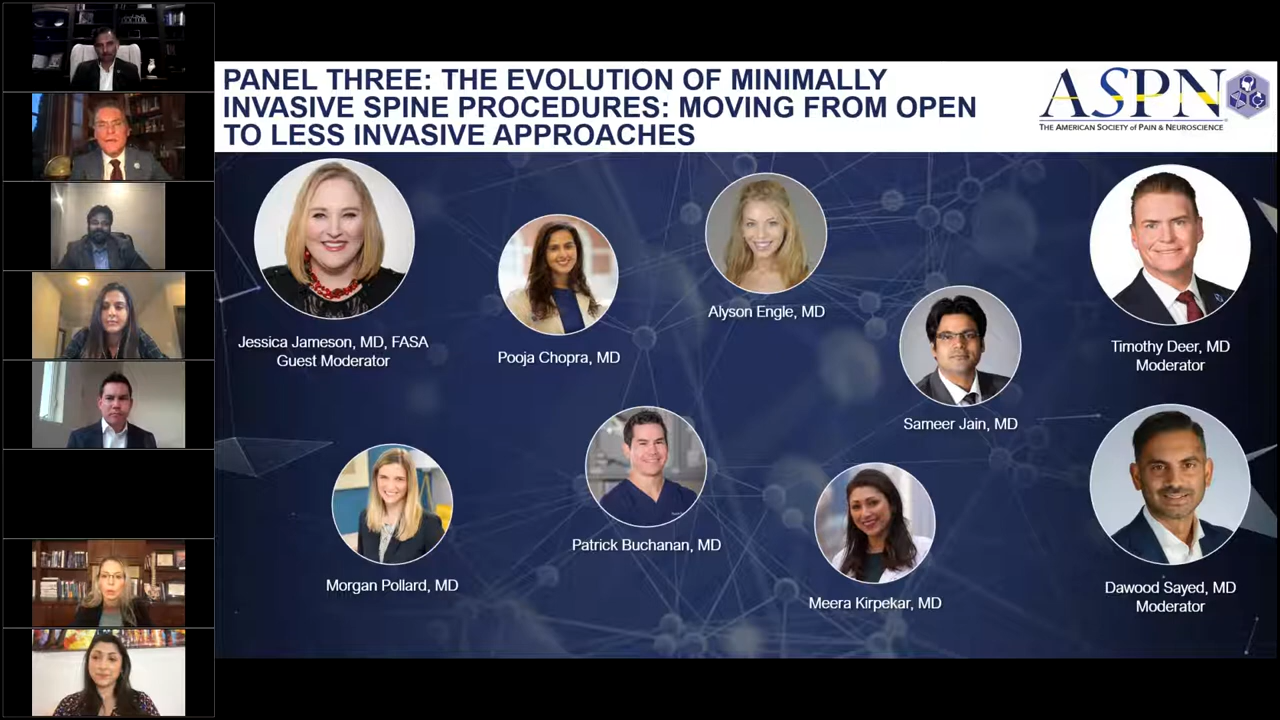 PANEL THREE: THE EVOLUTION OF MINIMALLY
INVASIVE SPINE PROCEDURES: MOVING FROM OPEN
TO LESS INVASIVE APPROACHES
ASPN
THE AMERICAN SOCIETY of PAIN & NEUROSCIENCE
Jessica Jameson, MD, FASA
Guest Moderator
Pooja Chopra, MD
Alyson Engle, MD
Sameer Jain, MD
Timothy Deer, MD
Moderator
Morgan Pollard, MD
Patrick Buchanan, MD
Meera Kirpekar, MD
Dawood Sayed, MD
Moderator